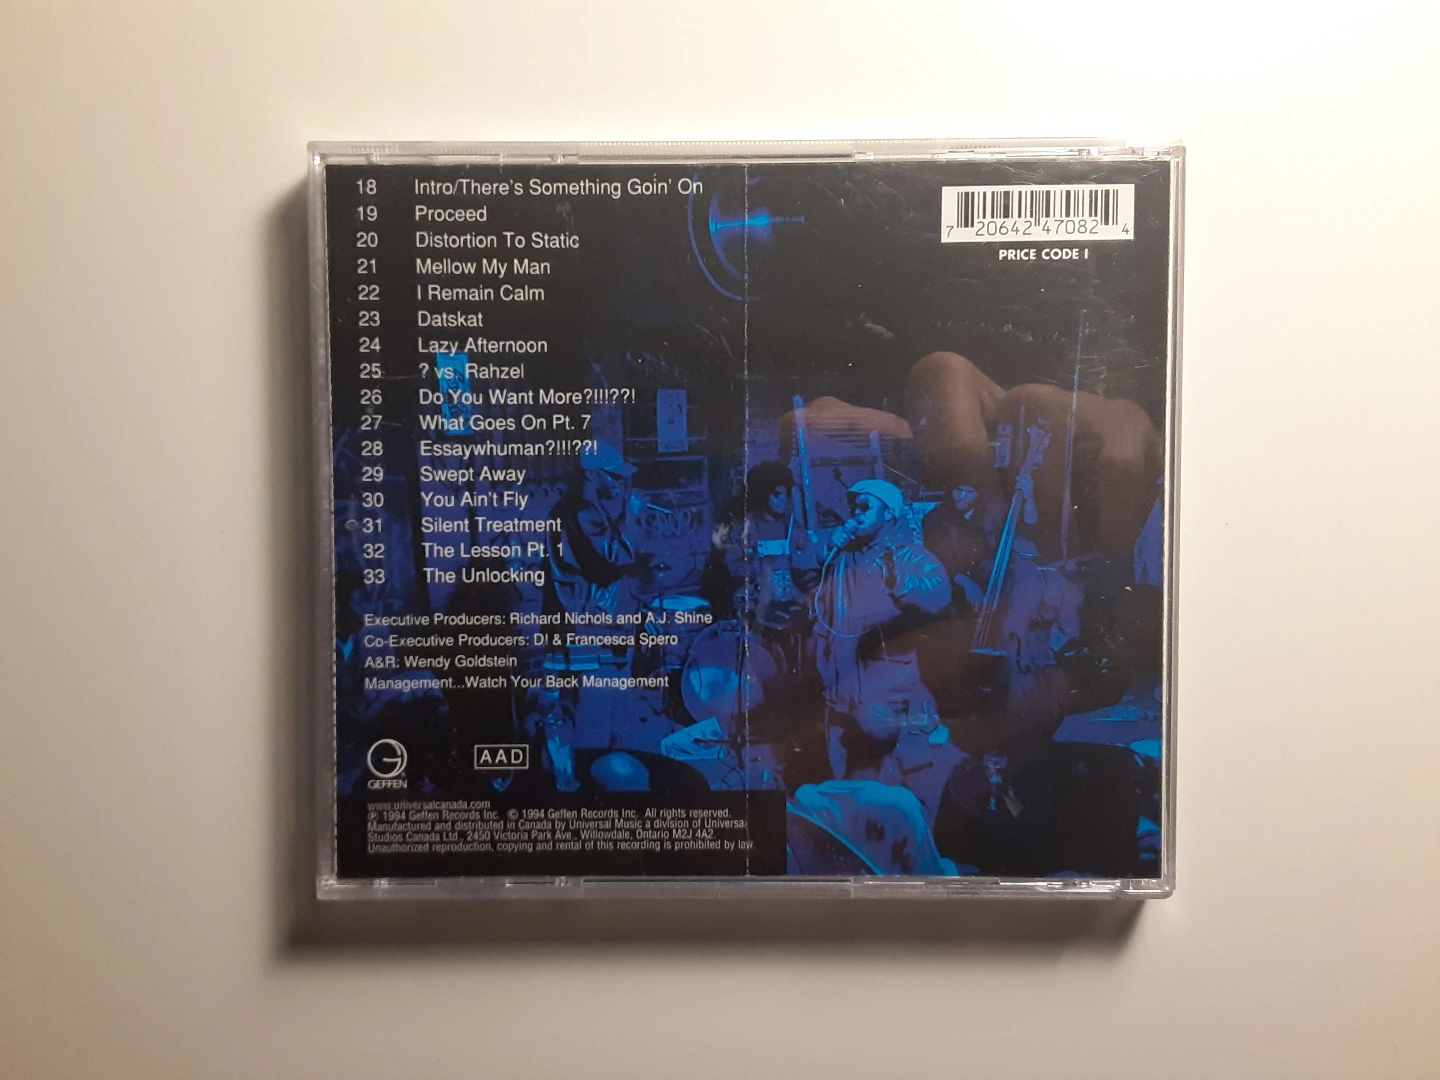 18 Intro/There's Something Goin' On
19 Proceed
20 Distortion To Static
21 Mellow My Man
22 I Remain Calm
23 Datskat
24 Lazy Afternoon
25 ? vs. Rahzel
26 Do You Want More?!!!??!
27 What Goes On Pt. 7
28 Essaywhuman?!!!??!
29 Swept Away
30 You Ain't Fly
31 Silent Treatment
32 The Lesson Pt. 1
33 The Unlocking
7 20642 47082 4
PRICE CODE I
Executive Producers: Richard Nichols and A.J. Shine
Co-Executive Producers: D! & Francesca Spero
A&R: Wendy Goldstein
Management...Watch Your Back Management
GEFFEN
AAD
www.universalcanada.com
℗ 1994 Geffen Records Inc. © 1994 Geffen Records Inc. All rights reserved.
Manufactured and distributed in Canada by Universal Music a division of Universal
Studios Canada Ltd., 2450 Victoria Park Ave., Willowdale, Ontario M2J 4A2.
Unauthorized reproduction, copying and rental of this recording is prohibited by law.